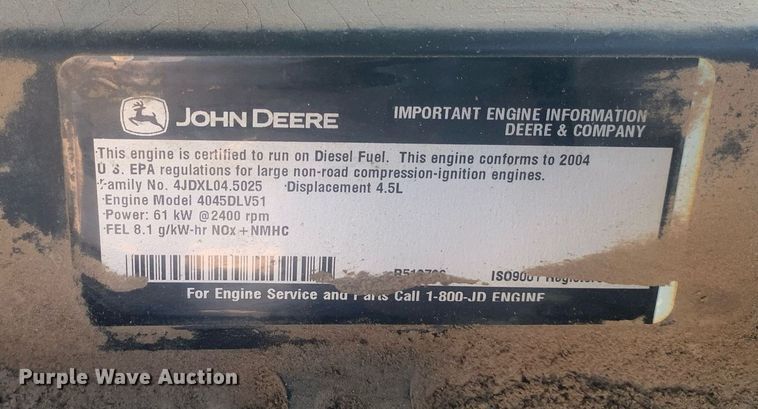 JOHN DEERE
IMPORTANT ENGINE INFORMATION
DEERE & COMPANY
This engine is certified to run on Diesel Fuel. This engine conforms to 2004
U.S. EPA regulations for large non-road compression-ignition engines.
Family No. 4JDXL04.5025 Displacement 4.5L
Engine Model 4045DLV51
Power: 61 kW @2400 rpm
FEL 8.1 g/kW-hr NOx+NMHC
ISO9001
For Engine Service and Parts Call 1-800-JD ENGINE
Purple Wave Auction